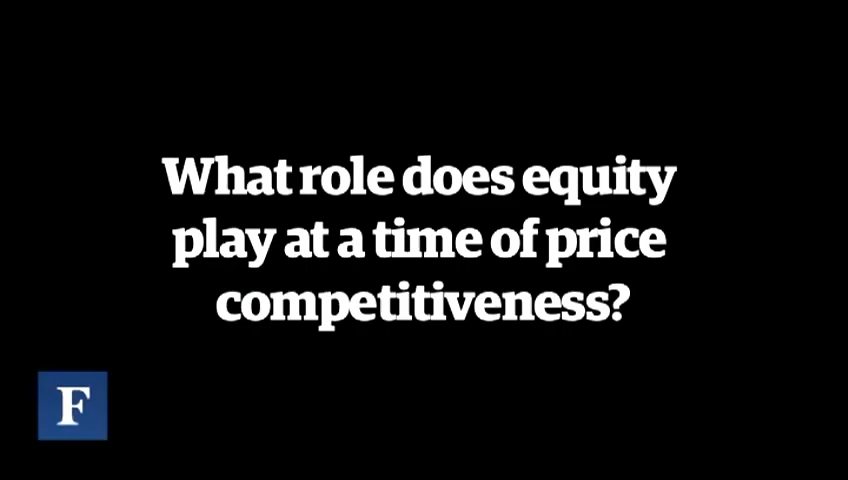 What role does equity
play at a time of price
competitiveness?
F